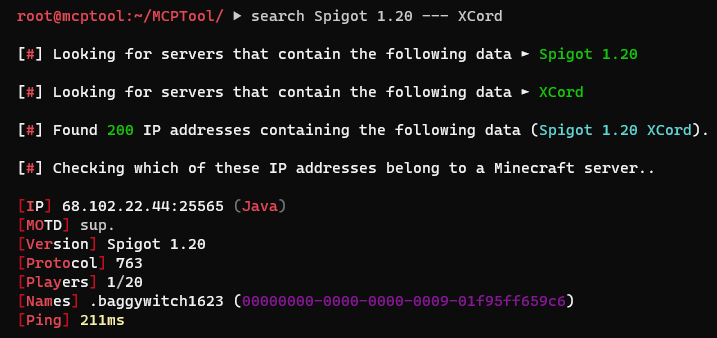 root@mcptool:~/MCPTool/ ► search Spigot 1.20 --- XCord
[#] Looking for servers that contain the following data ► Spigot 1.20
[#] Looking for servers that contain the following data ► XCord
[#] Found 200 IP addresses containing the following data (Spigot 1.20 XCord).
[#] Checking which of these IP addresses belong to a Minecraft server..
[IP] 68.102.22.44:25565 (Java)
[MOTD] sup.
[Version] Spigot 1.20
[Protocol] 763
[Players] 1/20
[Names] .baggywitch1623 (00000000-0000-0000-0009-01f95ff659c6)
[Ping] 211ms